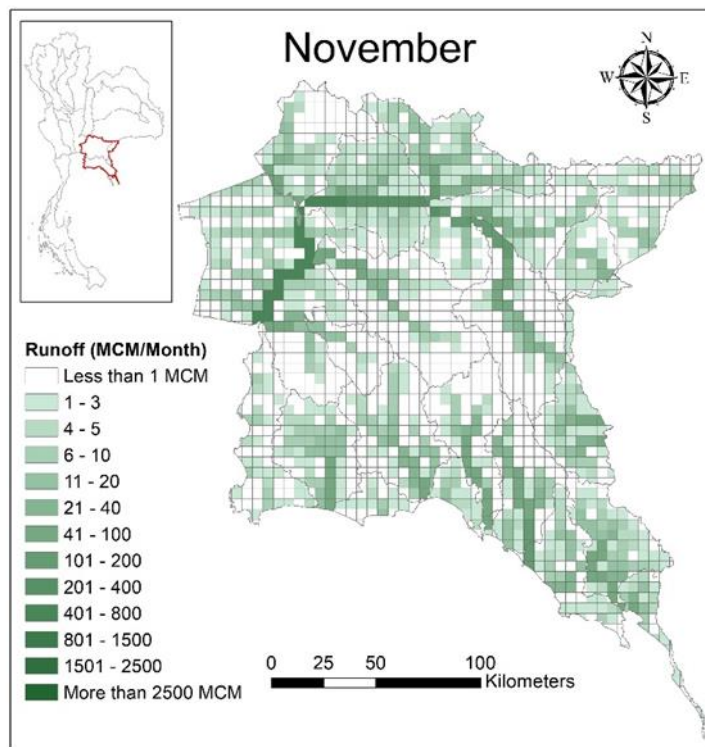 November
N
W E
S
Runoff (MCM/Month)
Less than 1 MCM
1 - 3
4 - 5
6 - 10
11 - 20
21 - 40
41 - 100
101 - 200
201 - 400
401 - 800
801 - 1500
1501 - 2500
More than 2500 MCM
0 25 50 100
Kilometers